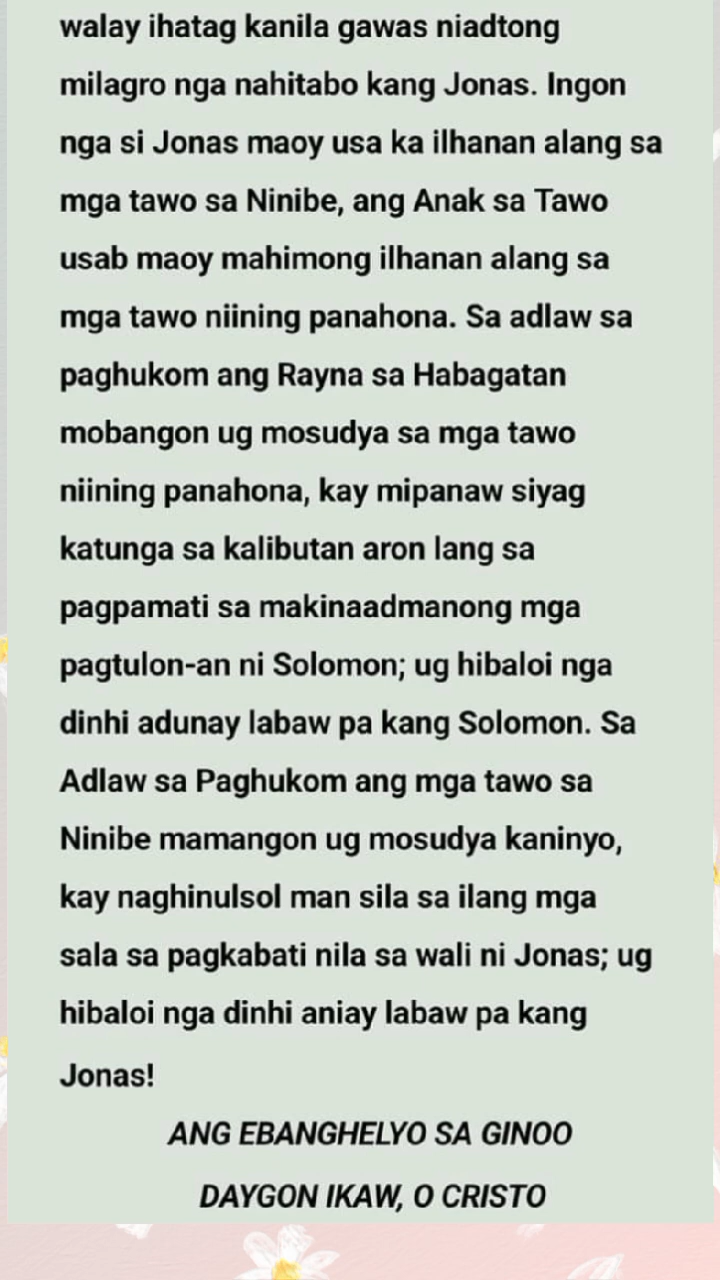 walay ihatag kanila gawas niadtong
milagro nga nahitabo kang Jonas. Ingon
nga si Jonas maoy usa ka ilhanan alang sa
mga tawo sa Ninibe, ang Anak sa Tawo
usab maoy mahimong ilhanan alang sa
mga tawo niining panahona. Sa adlaw sa
paghukom ang Rayna sa Habagatan
mobangon ug mosudya sa mga tawo
niining panahona, kay mipanaw siyag
katunga sa kalibutan aron lang sa
pagpamati sa makinaadmanong mga
pagtulon-an ni Solomon; ug hibaloi nga
dinhi adunay labaw pa kang Solomon. Sa
Adlaw sa Paghukom ang mga tawo sa
Ninibe mamangon ug mosudya kaninyo,
kay naghinulsol man sila sa ilang mga
sala sa pagkabati nila sa wali ni Jonas; ug
hibaloi nga dinhi aniay labaw pa kang
Jonas!
ANG EBANGHELYO SA GINOO
DAYGON IKAW, O CRISTO